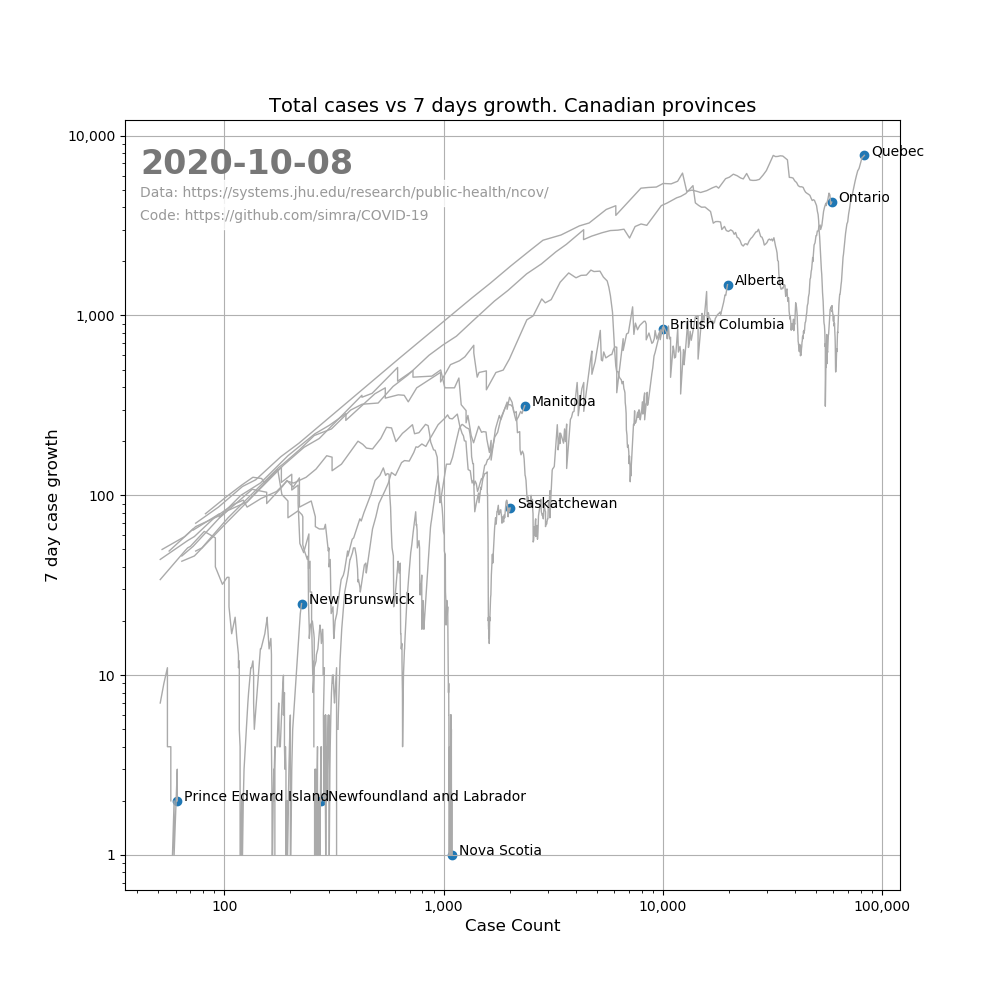 Total cases vs 7 days growth. Canadian provinces
10,000
2020-10-08
Quebec
Data: https://systems.jhu.edu/research/public-health/ncov/
Ontario
Code: https://github.com/simra/COVID-19
Alberta
1,000
British Columbia
Manitoba
100
Saskatchewan
7 day case growth
New Brunswick
10
Prince Edward Island
Newfoundland and Labrador
1
Nova Scotia
100
1,000
10,000
100,000
Case Count